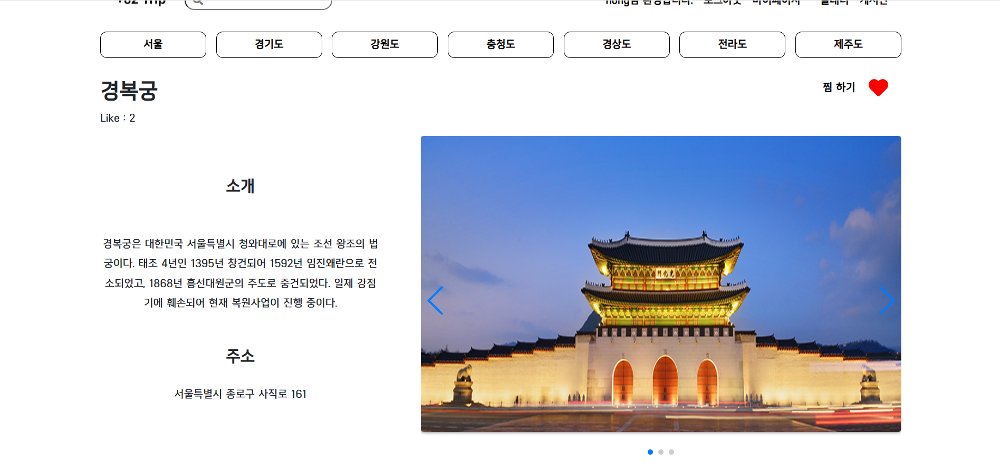 +82 Trip
서울
경기도
강원도
충청도
경상도
전라도
제주도
경복궁
찜 하기
Like : 2
소개
경복궁은 대한민국 서울특별시 청와대로에 있는 조선 왕조의 법
궁이다. 태조 4년인 1395년 창건되어 1592년 임진왜란으로 전
소되었고, 1868년 흥선대원군의 주도로 중건되었다. 일제 강점
기에 훼손되어 현재 복원사업이 진행 중이다.
주소
서울특별시 종로구 사직로 161
門化光